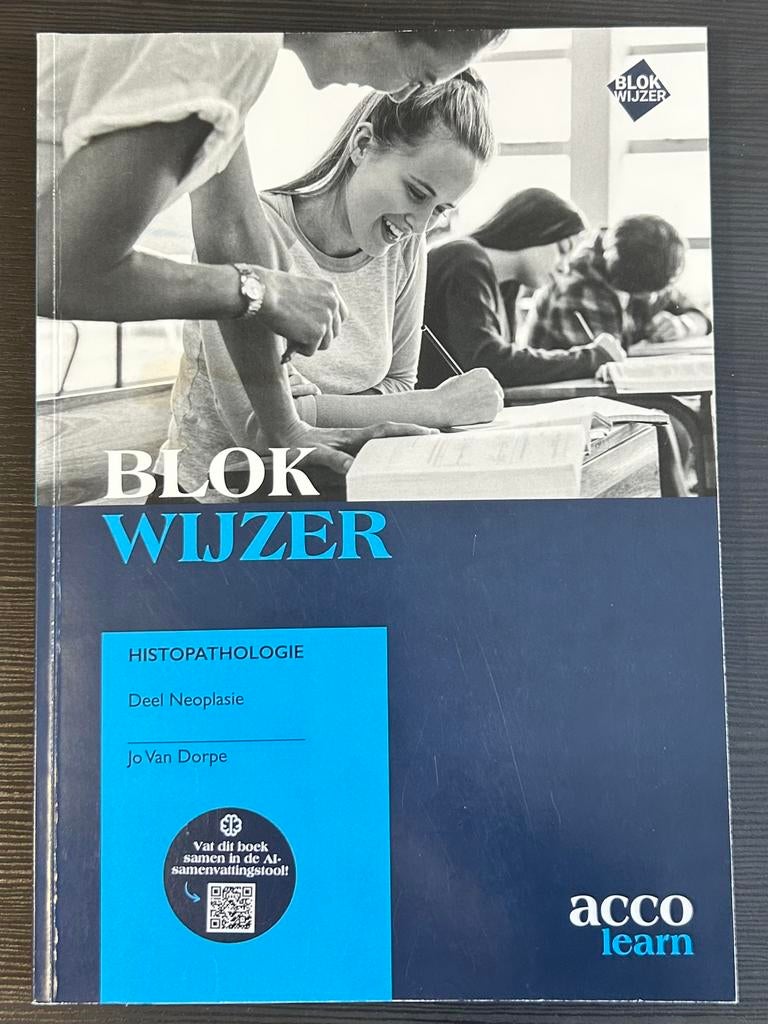 BLOK
WIJZER
BLOK
WIJZER
HISTOPATHOLOGIE
Deel Neoplasie
Jo Van Dorpe
Vat dit boek
samen in de AI-
samenvattingstool!
acco
learn